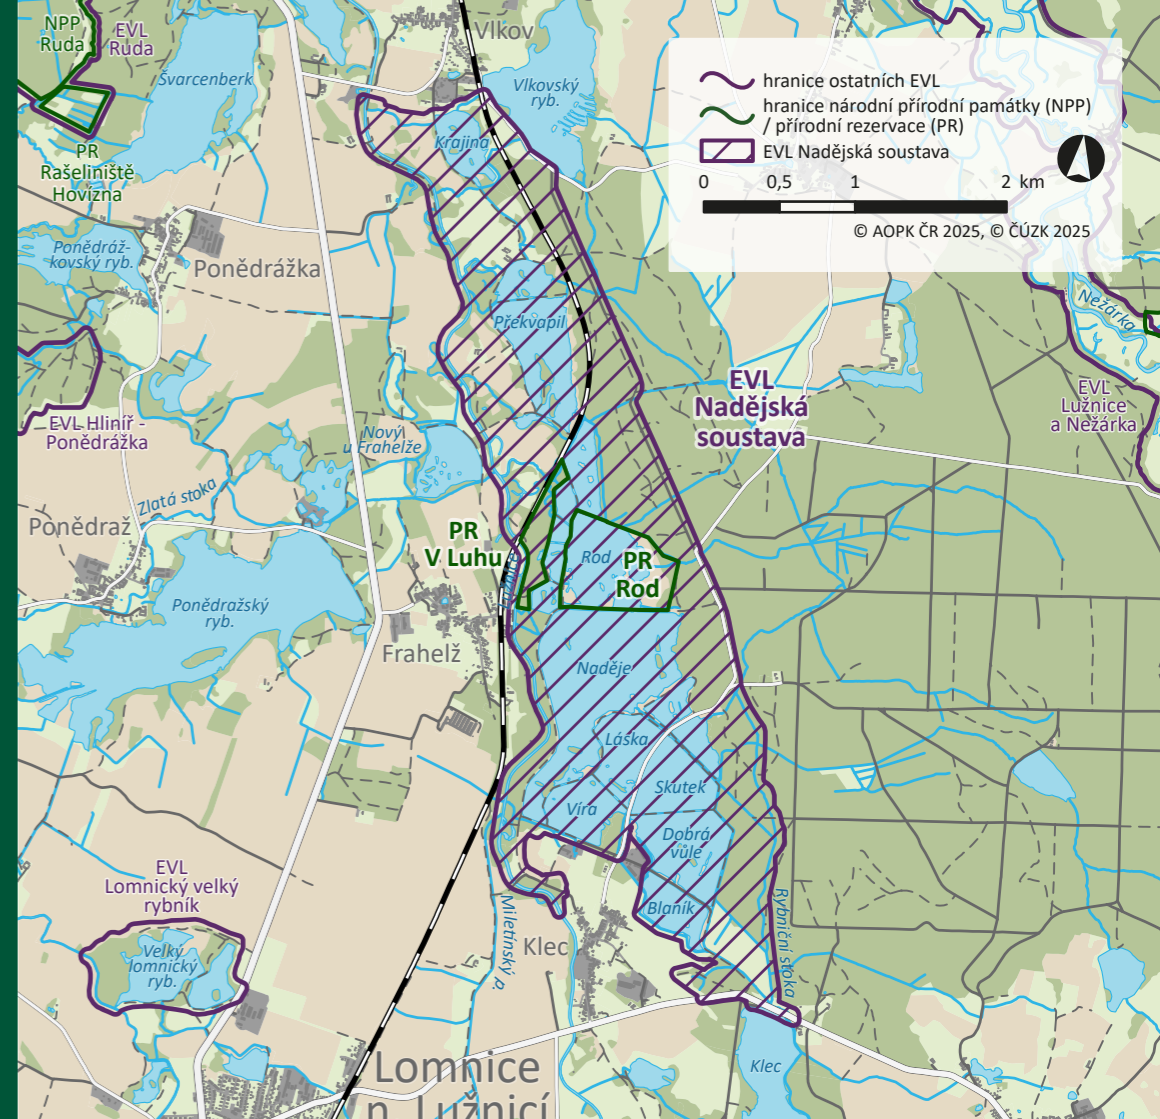 NPP
Ruda
EVL
Ruda
Švarcenberk
Vlkov
Vlkovský
ryb.
hranice ostatních EVL
hranice národní přírodní památky (NPP)
/ přírodní rezervace (PR)
EVL Nadějská soustava
0 0,5 1 2 km
© AOPK ČR 2025, © ČÚZK 2025
Krajina
PR
Rašeliniště
Hovízna
Ponědráž-
kovský ryb.
Ponědrážka
Překvapil
Nežárka
EVL
Nadějská
soustava
EVL
Lužnice
a Nežárka
EVL Hliníř -
Ponědrážka
Nový
u Frahelže
Zlatá stoka
Ponědraž
PR
V Luhu
Lužnice
Rod
PR
Rod
Ponědražský
ryb.
Frahelž
Naděje
Láska
Skutek
Víra
Dobrá
vůle
EVL
Lomnický velký
rybník
Blaník
Rybniční stoka
Miletínský p.
Klec
Velký
lomnický
ryb.
Klec
Lomnice
n. Lužnicí